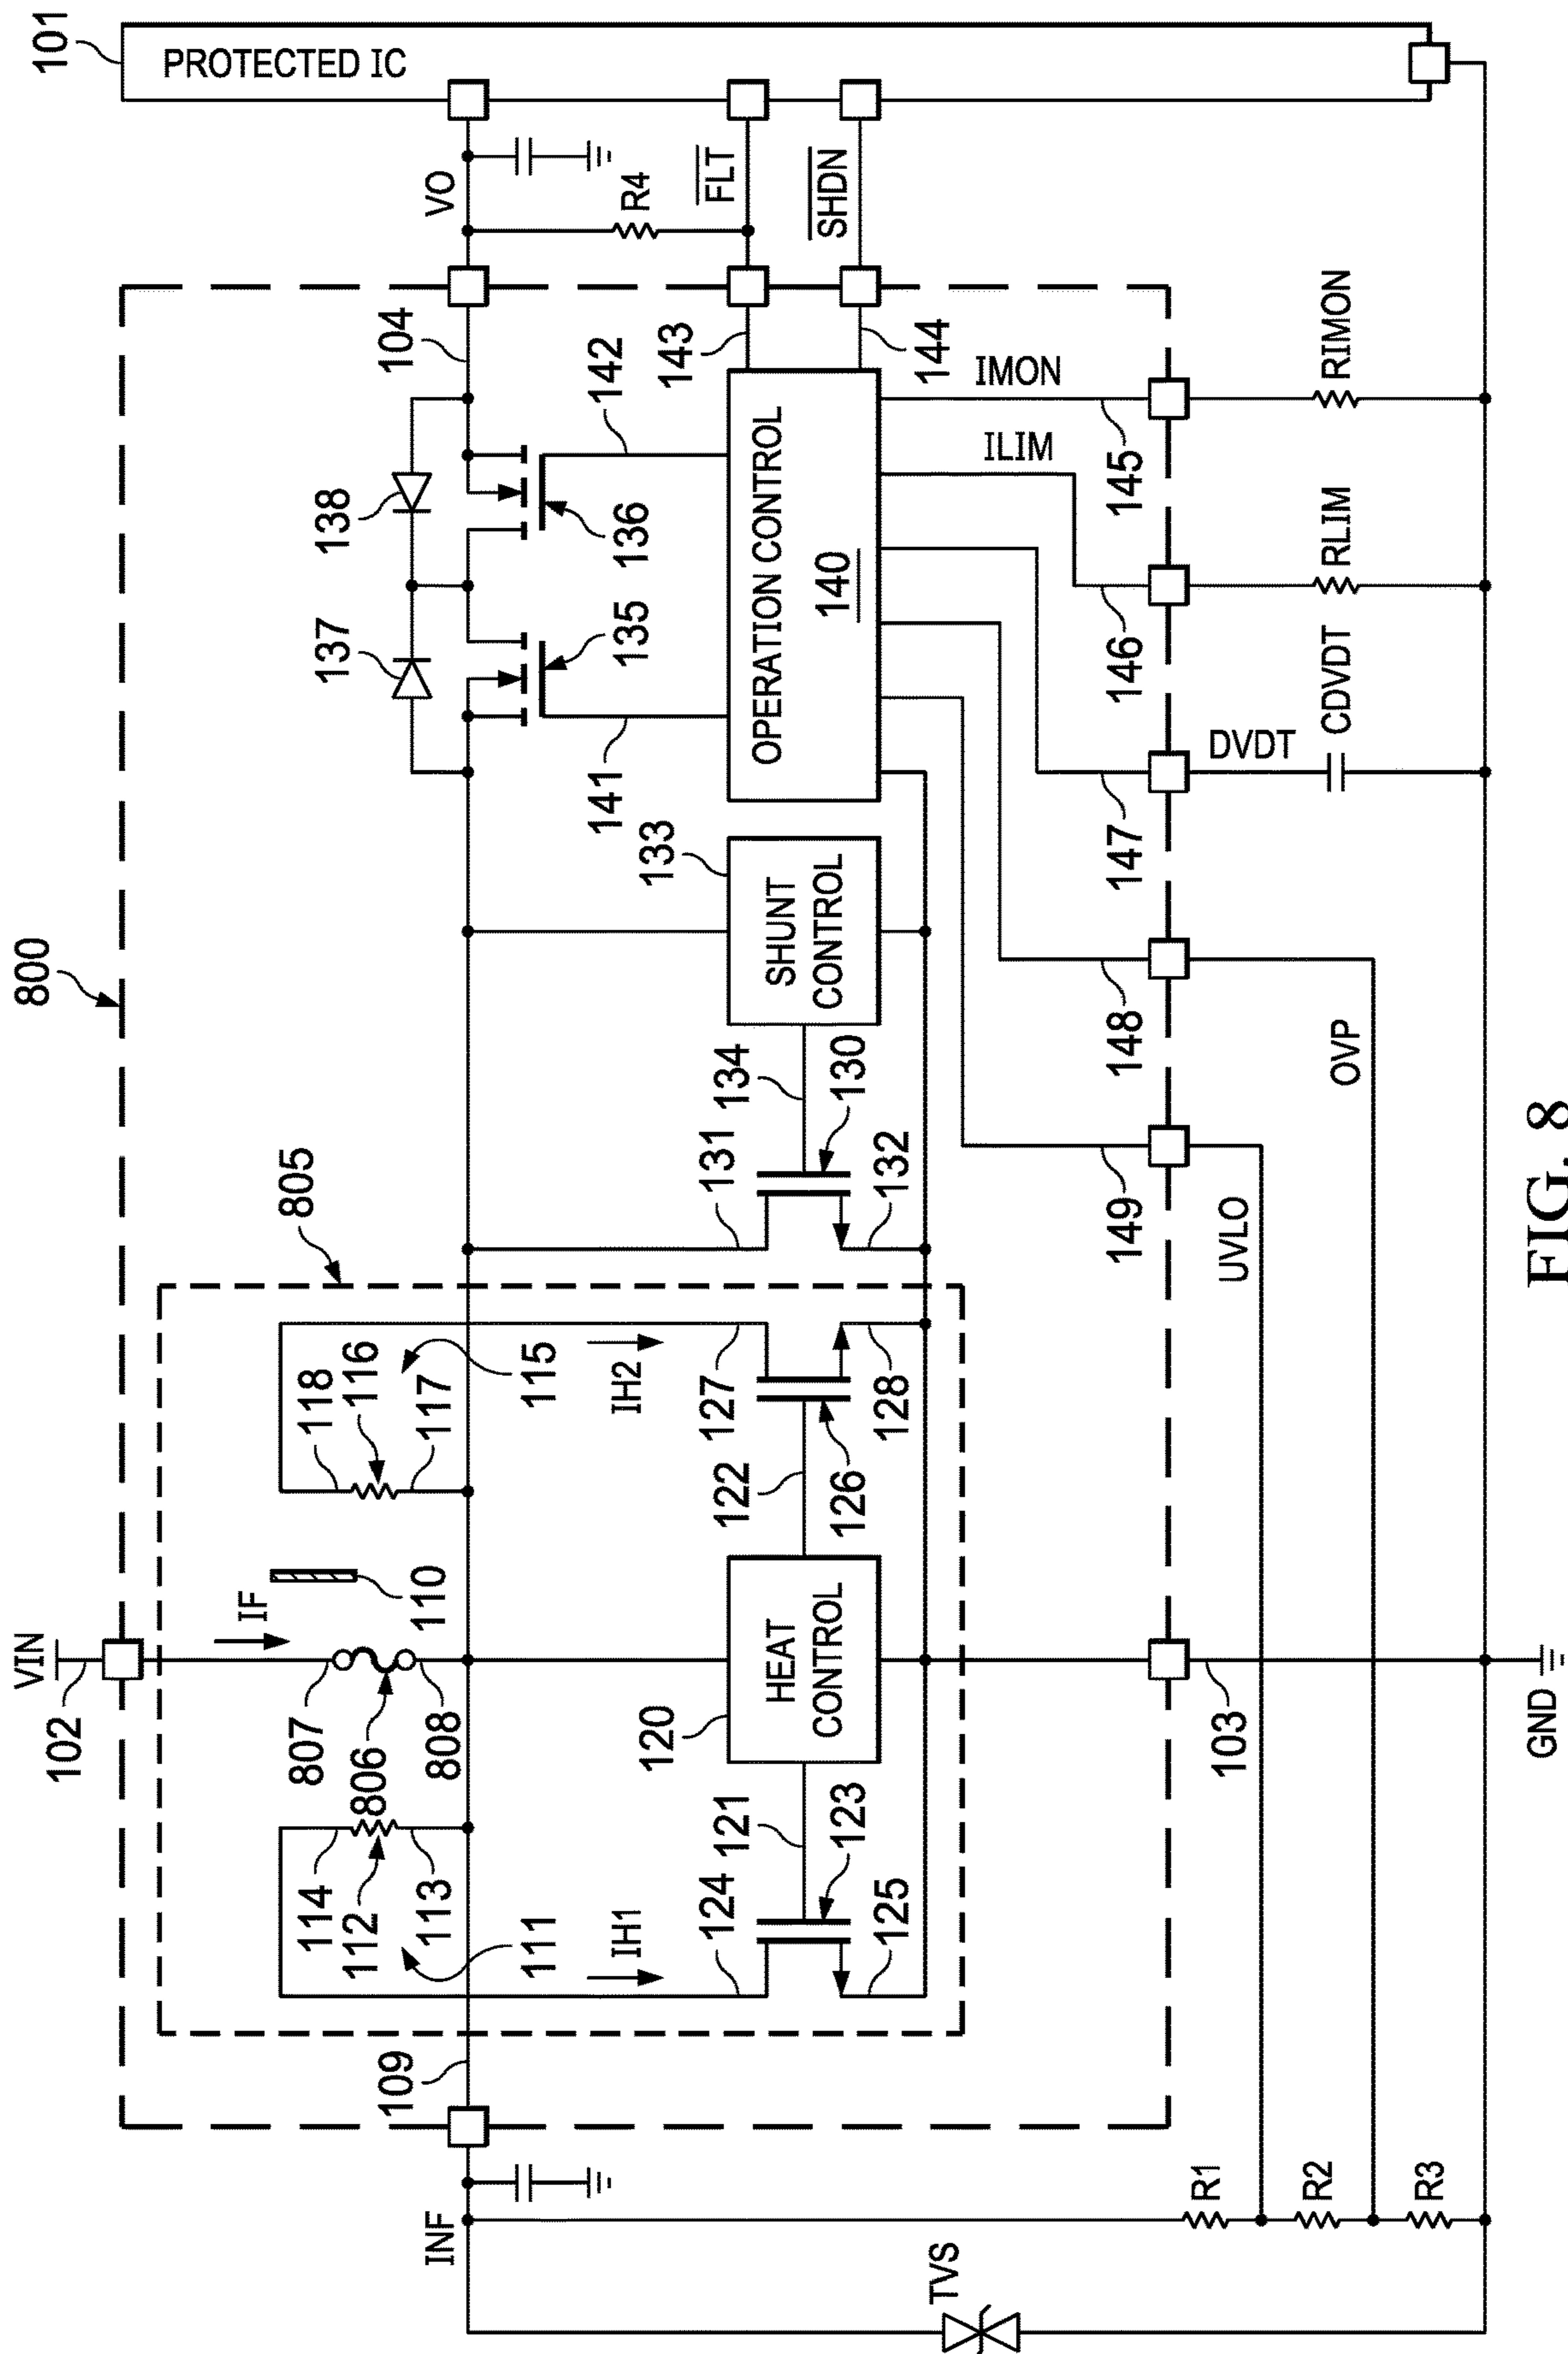 800
PROTECTED IC
101
VIN
102
IF
807
806
808
110
114
112
113
111
118
116
117
115
805
IH1
IH2
109
INF
124
123
125
121
HEAT CONTROL
120
122
127
126
128
131
130
132
134
SHUNT CONTROL
133
137
138
135
136
141
142
104
VO
R4
FLT
SHDN
143
144
OPERATION CONTROL
140
IMON
145
ILIM
146
147
148
149
RIMON
RLIM
DVDT
CDVDT
OVP
UVLO
103
GND
R1
R2
R3
TVS
FIG. 8